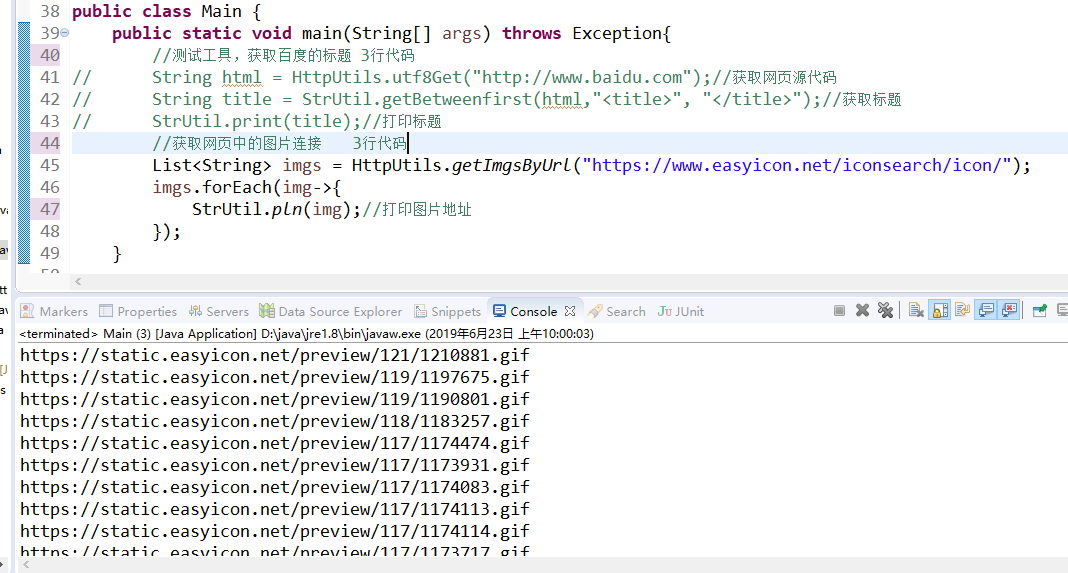 38 public class Main {
39 public static void main(String[] args) throws Exception{
40 //测试工具，获取百度的标题 3行代码
41 // String html = HttpUtils.utf8Get("http://www.baidu.com");//获取网页源代码
42 // String title = StrUtil.getBetweenfirst(html,"<title>", "</title>");//获取标题
43 // StrUtil.print(title);//打印标题
44 //获取网页中的图片连接 3行代码
45 List<String> imgs = HttpUtils.getImgsByUrl("https://www.easyicon.net/iconsearch/icon/");
46 imgs.forEach(img->{
47 StrUtil.pln(img);//打印图片地址
48 });
49 }
Markers Properties Servers Data Source Explorer Snippets Console Search JUnit
<terminated> Main (3) [Java Application] D:\java\jre1.8\bin\javaw.exe (2019年6月23日 上午10:00:03)
https://static.easyicon.net/preview/121/1210881.gif
https://static.easyicon.net/preview/119/1197675.gif
https://static.easyicon.net/preview/119/1190801.gif
https://static.easyicon.net/preview/118/1183257.gif
https://static.easyicon.net/preview/117/1174474.gif
https://static.easyicon.net/preview/117/1173931.gif
https://static.easyicon.net/preview/117/1174083.gif
https://static.easyicon.net/preview/117/1174113.gif
https://static.easyicon.net/preview/117/1174114.gif
https://static.easyicon.net/preview/117/1173717.gif